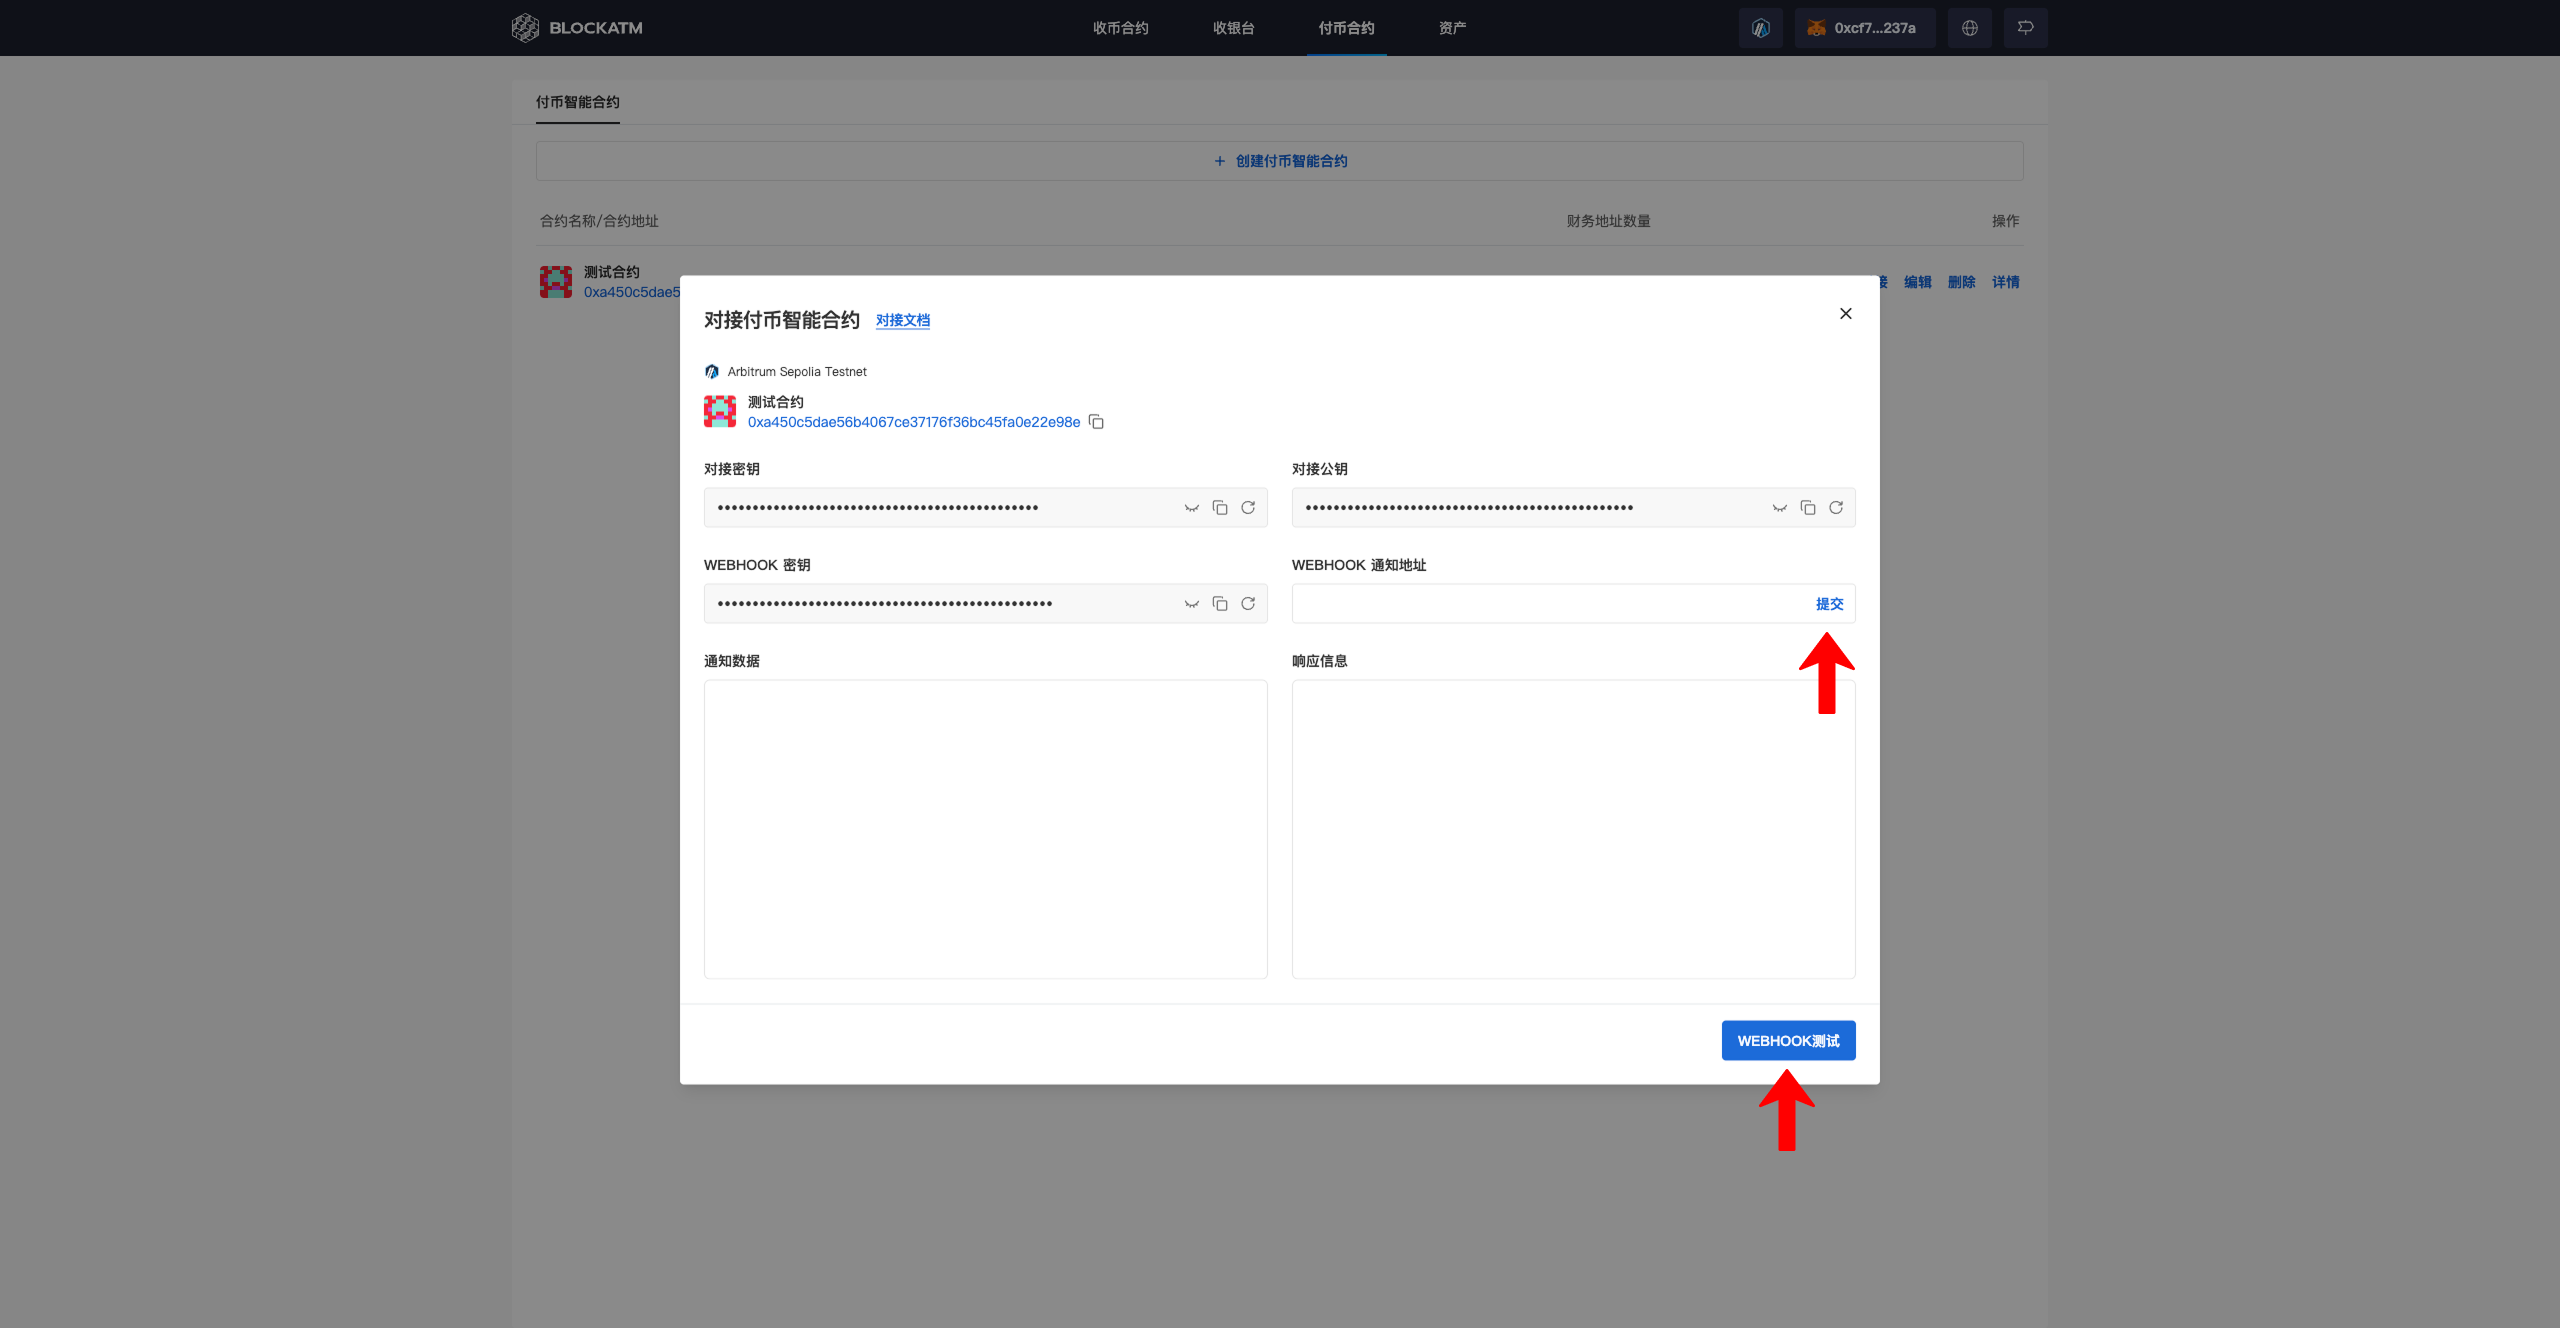 BLOCKATM
收币合约
收银台
付币合约
资产
0xcf7...237a
付币智能合约
+ 创建付币智能合约
合约名称/合约地址
财务地址数量
操作
测试合约
0xa450c5dae5
接
编辑
删除
详情
对接付币智能合约
对接文档
Arbitrum Sepolia Testnet
测试合约
0xa450c5dae56b4067ce37176f36bc45fa0e22e98e
对接密钥
对接公钥
WEBHOOK 密钥
WEBHOOK 通知地址
提交
通知数据
响应信息
WEBHOOK测试